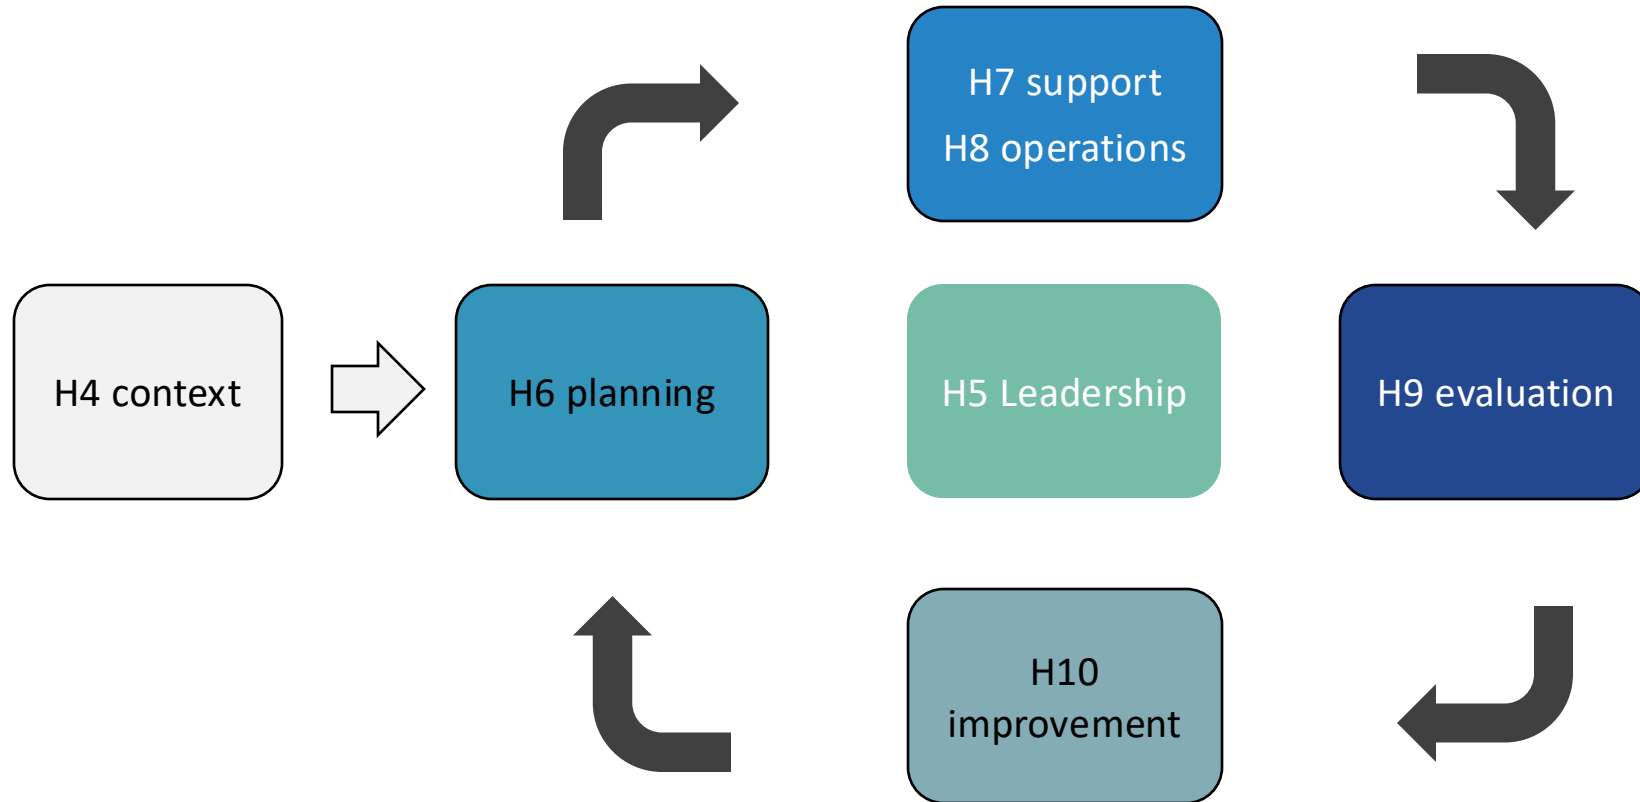 H7 support
H8 operations
H4 context
H6 planning
H5 Leadership
H9 evaluation
H10
improvement